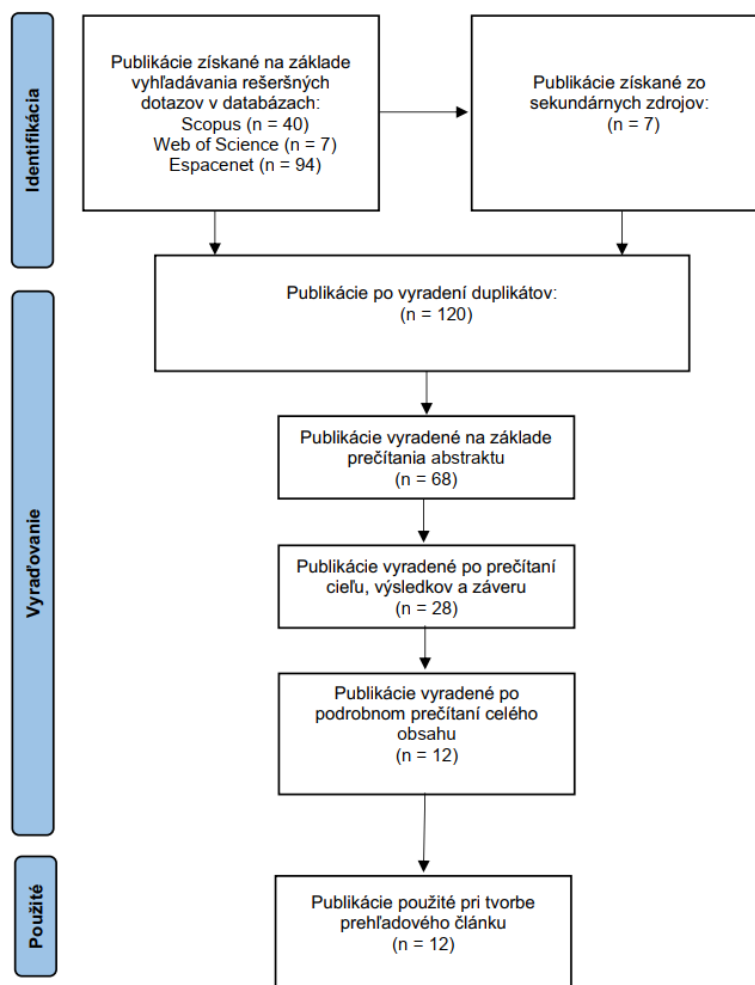 Identifikácia
Publikácie získané na základe
vyhľadávania rešeršných
dotazov v databázach:
Scopus (n = 40)
Web of Science (n = 7)
Espacenet (n = 94)
Publikácie získané zo
sekundárnych zdrojov:
(n = 7)
Vyraďovanie
Publikácie po vyradení duplikátov:
(n = 120)
Publikácie vyradené na základe
prečítania abstraktu
(n = 68)
Publikácie vyradené po prečítaní
cieľu, výsledkov a záveru
(n = 28)
Publikácie vyradené po
podrobnom prečítaní celého
obsahu
(n = 12)
Použité
Publikácie použité pri tvorbe
prehľadového článku
(n = 12)